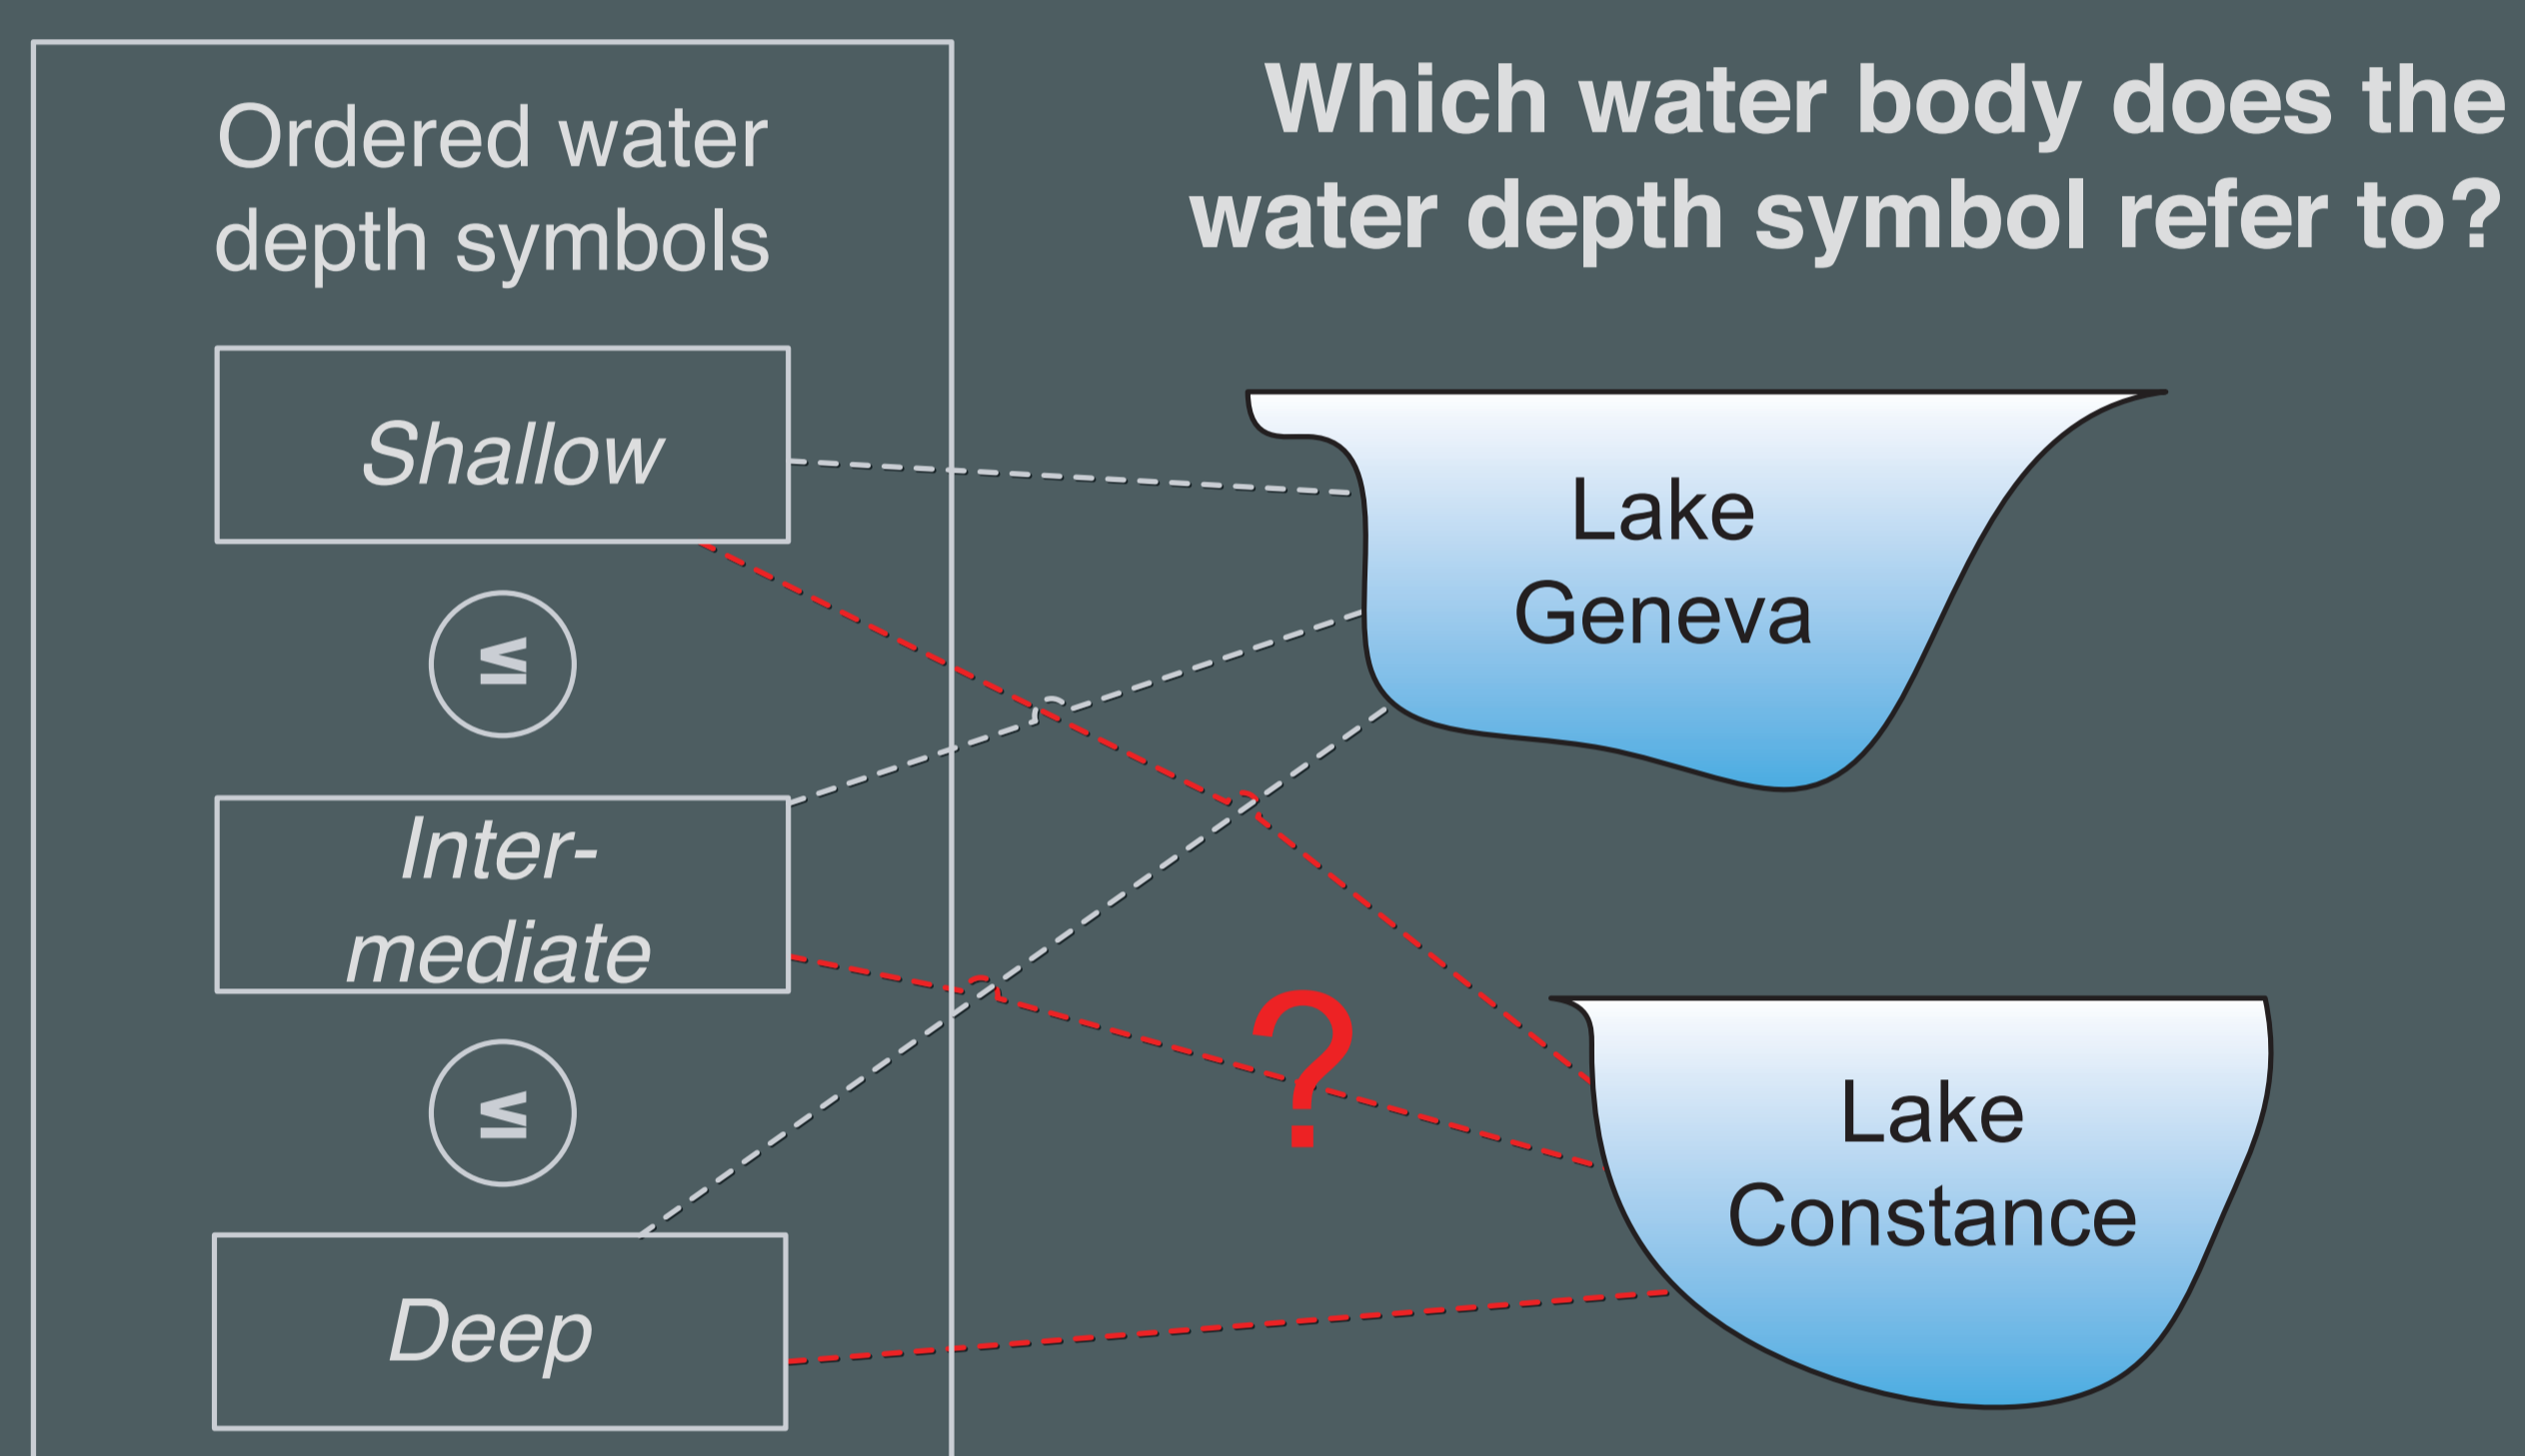 Ordered water
depth symbols
Which water body does the
water depth symbol refer to?
Shallow
≤
Inter-
mediate
≤
Deep
Lake
Geneva
?
Lake
Constance